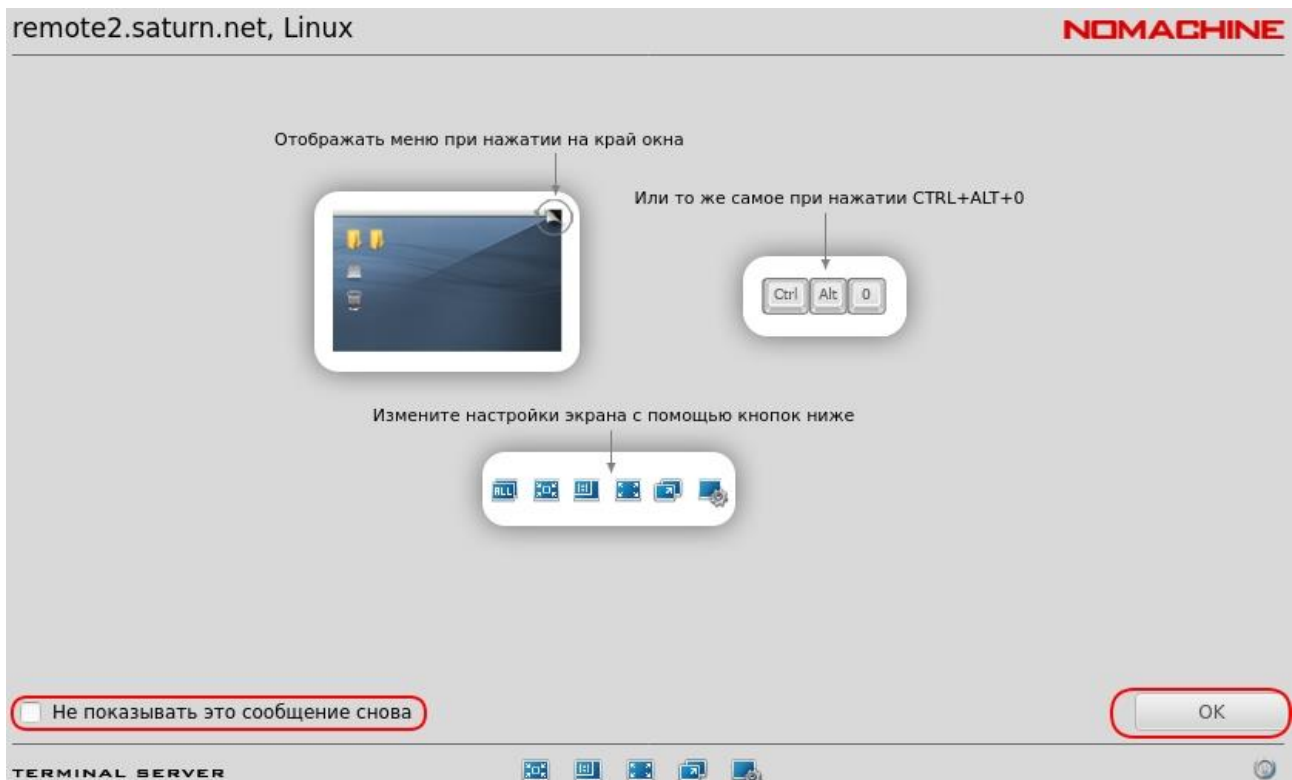 remote2.saturn.net, Linux
NOMACHINE
Отображать меню при нажатии на край окна
Или то же самое при нажатии CTRL+ALT+0
Ctrl Alt 0
Измените настройки экрана с помощью кнопок ниже
ALL
Не показывать это сообщение снова
OK
TERMINAL SERVER